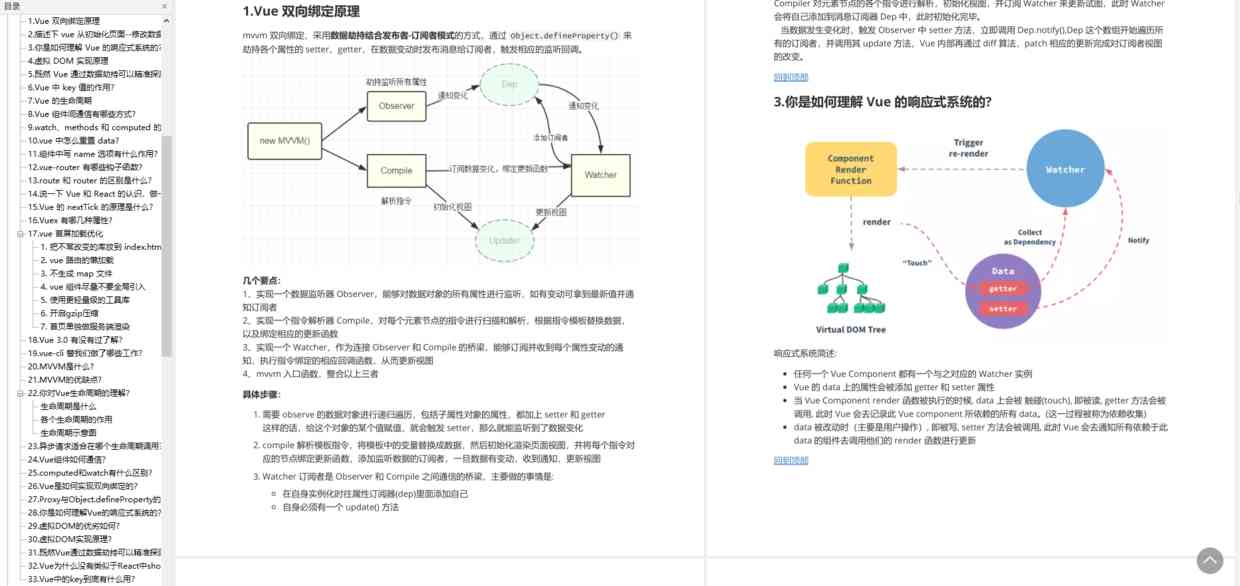 目录
1.Vue 双向绑定原理
2.描述下 vue 从初始化页面--修改数据
3.你是如何理解 Vue 的响应式系统的?
4.虚拟 DOM 实现原理
5.既然 Vue 通过数据劫持可以精准探
6.Vue 中 key 值的作用?
7.Vue 的生命周期
8.Vue 组件间通信有哪些方式?
9.watch、methods 和 computed 的
10.vue 中怎么重置 data?
11.组件中写 name 选项有什么作用?
12.vue-router 有哪些钩子函数?
13.route 和 router 的区别是什么?
14.说一下 Vue 和 React 的认识,做一
15.Vue 的 nextTick 的原理是什么?
16.Vuex 有哪几种属性?
17.vue 首屏加载优化
1. 把不常改变的库放到 index.htm
2. vue 路由的懒加载
3. 不生成 map 文件
4. vue 组件尽量不要全局引入
5. 使用更轻量级的工具库
6. 开启gzip压缩
7. 首页单独做服务端渲染
18.Vue 3.0 有没有过了解?
19.vue-cli 替我们做了哪些工作?
20.MVVM是什么?
21.MVVM的优缺点?
22.你对Vue生命周期的理解?
生命周期是什么
各个生命周期的作用
生命周期示意图
23.异步请求适合在哪个生命周期调用?
24.Vue组件如何通信?
25.computed和watch有什么区别?
26.Vue是如何实现双向绑定的?
27.Proxy与Object.defineProperty的
28.你是如何理解Vue的响应式系统的?
29.虚拟DOM的优劣如何?
30.虚拟DOM实现原理?
31.既然Vue通过数据劫持可以精准探
32.Vue为什么没有类似于React中sho
33.Vue中的key到底有什么用?
1.Vue 双向绑定原理
mvvm 双向绑定,采用数据劫持结合发布者-订阅者模式的方式,通过 Object.defineProperty() 来
劫持各个属性的 setter、getter,在数据变动时发布消息给订阅者,触发相应的监听回调。
劫持监听所有属性
Observer
通知变化
Dep
通知变化
new MVVM()
添加订阅者
Compile
订阅数据变化,绑定更新函数
Watcher
解析指令
初始化视图
更新视图
Updater
几个要点:
1、实现一个数据监听器 Observer,能够对数据对象的所有属性进行监听,如有变动可拿到最新值并通
知订阅者
2、实现一个指令解析器 Compile,对每个元素节点的指令进行扫描和解析,根据指令模板替换数据,
以及绑定相应的更新函数
3、实现一个 Watcher,作为连接 Observer 和 Compile 的桥梁,能够订阅并收到每个属性变动的通
知,执行指令绑定的相应回调函数,从而更新视图
4、mvvm 入口函数,整合以上三者
具体步骤:
1. 需要 observe 的数据对象进行递归遍历,包括子属性对象的属性,都加上 setter 和 getter
这样的话,给这个对象的某个值赋值,就会触发 setter,那么就能监听到了数据变化
2. compile 解析模板指令,将模板中的变量替换成数据,然后初始化渲染页面视图,并将每个指令对
应的节点绑定更新函数,添加监听数据的订阅者,一旦数据有变动,收到通知,更新视图
3. Watcher 订阅者是 Observer 和 Compile 之间通信的桥梁,主要做的事情是:
在自身实例化时往属性订阅器(dep)里面添加自己
自身必须有一个 update() 方法
Compiler 对元素节点的各个指令进行解析,初始化视图,并订阅 Watcher 来更新试图,此时 Watcher
会将自己添加到消息订阅器 Dep 中,此时初始化完毕。
当数据发生变化时,触发 Observer 中 setter 方法,立即调用 Dep.notify(),Dep 这个数组开始遍历所
有的订阅者,并调用其 update 方法,Vue 内部再通过 diff 算法,patch 相应的更新完成对订阅者视图
的改变。
回到顶部
3.你是如何理解 Vue 的响应式系统的?
Component
Render
Function
Trigger
re-render
Watcher
render
"Touch"
Collect
as Dependency
Notify
Data
getter
setter
Virtual DOM Tree
响应式系统简述:
任何一个 Vue Component 都有一个与之对应的 Watcher 实例
Vue 的 data 上的属性会被添加 getter 和 setter 属性
当 Vue Component render 函数被执行的时候, data 上会被 触碰(touch), 即被读, getter 方法会被
调用, 此时 Vue 会去记录此 Vue component 所依赖的所有 data。(这一过程被称为依赖收集)
data 被改动时(主要是用户操作), 即被写, setter 方法会被调用, 此时 Vue 会去通知所有依赖于此
data 的组件去调用他们的 render 函数进行更新
回到顶部